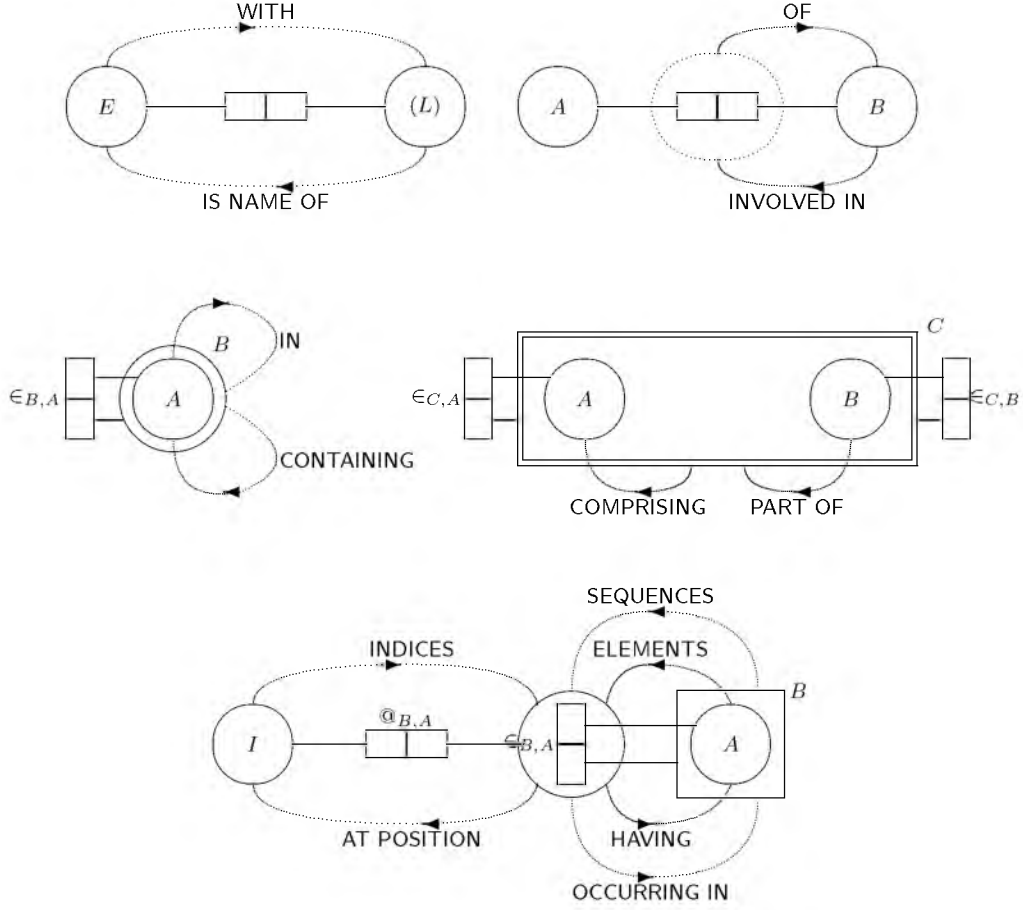 WITH
OF
E
(L)
A
B
IS NAME OF
INVOLVED IN
B
IN
∈B,A
A
CONTAINING
C
∈C,A
A
B
∈C,B
COMPRISING
PART OF
SEQUENCES
INDICES
ELEMENTS
B
@B,A
I
∈B,A
A
AT POSITION
HAVING
OCCURRING IN